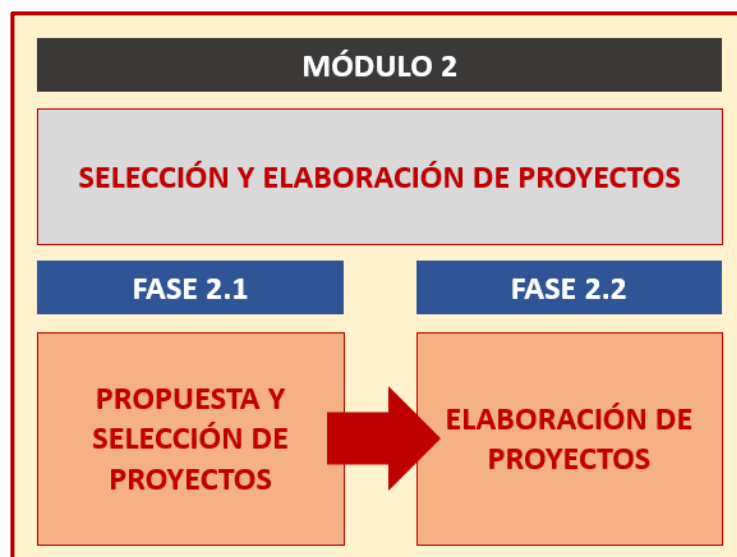 MÓDULO 2
SELECCIÓN Y ELABORACIÓN DE PROYECTOS
FASE 2.1
PROPUESTA Y
SELECCIÓN DE
PROYECTOS
FASE 2.2
ELABORACIÓN DE
PROYECTOS